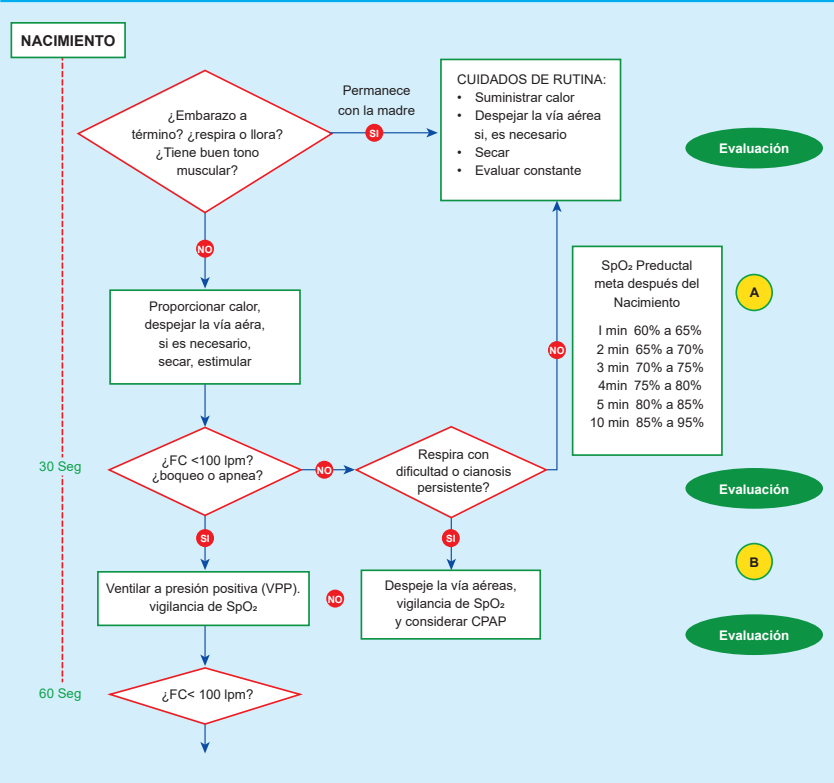 NACIMIENTO
¿Embarazo a
término? ¿respira o llora?
¿Tiene buen tono
muscular?
Permanece
con la madre
SI
CUIDADOS DE RUTINA:
• Suministrar calor
• Despejar la vía aérea
si, es necesario
• Secar
• Evaluar constante
Evaluación
NO
Proporcionar calor,
despejar la vía aéra,
si es necesario,
secar, estimular
NO
SpO₂ Preductal
meta después del
Nacimiento
I min 60% a 65%
2 min 65% a 70%
3 min 70% a 75%
4min 75% a 80%
5 min 80% a 85%
10 min 85% a 95%
A
30 Seg
¿FC <100 lpm?
¿boqueo o apnea?
NO
Respira con
dificultad o cianosis
persistente?
Evaluación
SI
SI
B
Ventilar a presión positiva (VPP).
vigilancia de SpO₂
NO
Despeje la vía aéreas,
vigilancia de SpO₂
y considerar CPAP
Evaluación
60 Seg
¿FC< 100 lpm?